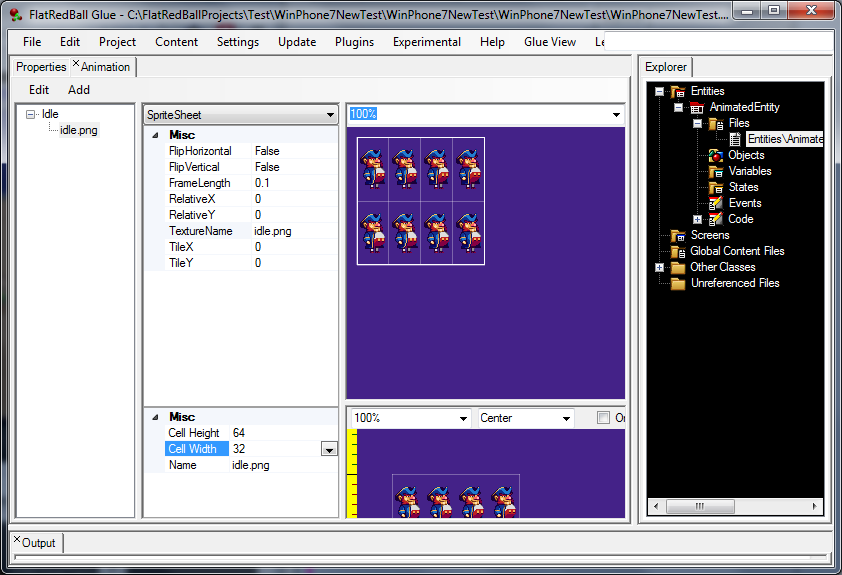 FlatRedBall Glue - C:\FlatRedBallProjects\Test\WinPhone7NewTest\WinPhone7NewTest\WinPhone7NewTest\WinPhone7NewTest....
File Edit Project Content Settings Update Plugins Experimental Help Glue View Le
Properties Animation
Edit Add
Idle
idle.png
SpriteSheet
Misc
FlipHorizontal False
FlipVertical False
FrameLength 0.1
RelativeX 0
RelativeY 0
TextureName idle.png
TileX 0
TileY 0
Misc
Cell Height 64
Cell Width 32
Name idle.png
100%
100% Center Or
Explorer
Entities
AnimatedEntity
Files
Entities\Animate
Objects
Variables
States
Events
Code
Screens
Global Content Files
Other Classes
Unreferenced Files
Output